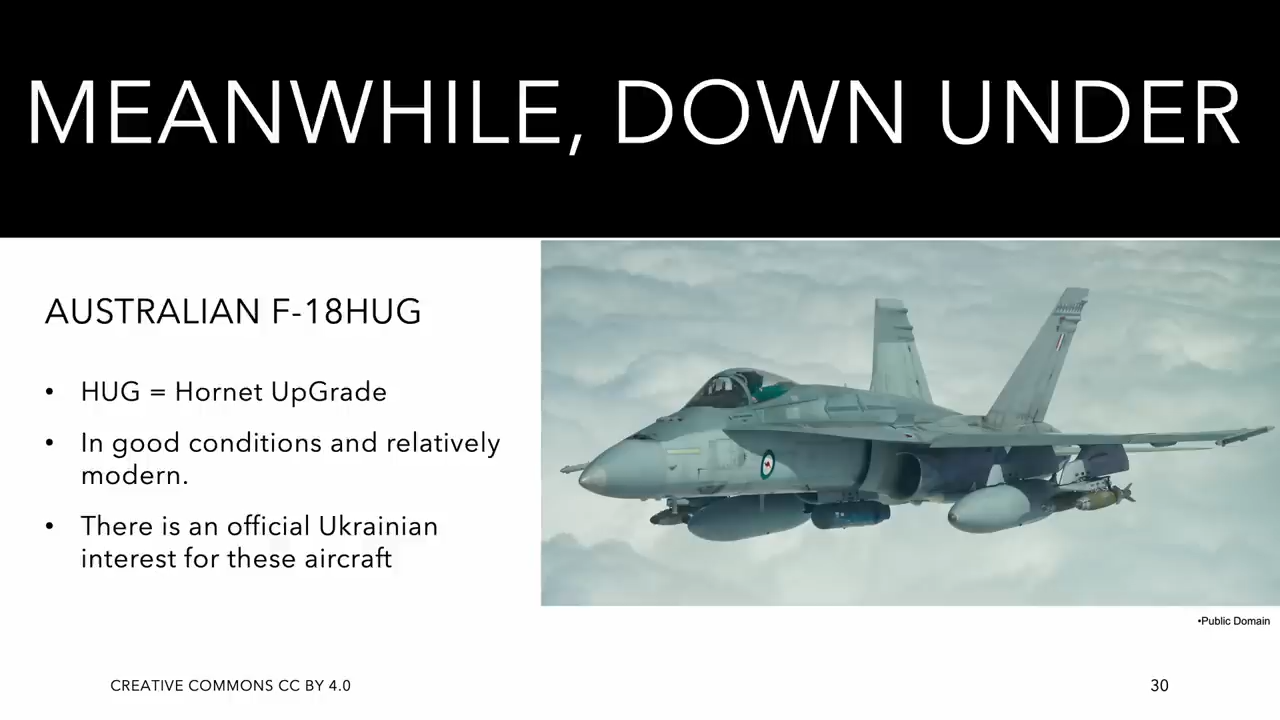 MEANWHILE, DOWN UNDER
AUSTRALIAN F-18HUG
• HUG = Hornet UpGrade
• In good conditions and relatively
modern.
• There is an official Ukrainian
interest for these aircraft
•Public Domain
CREATIVE COMMONS CC BY 4.0
30